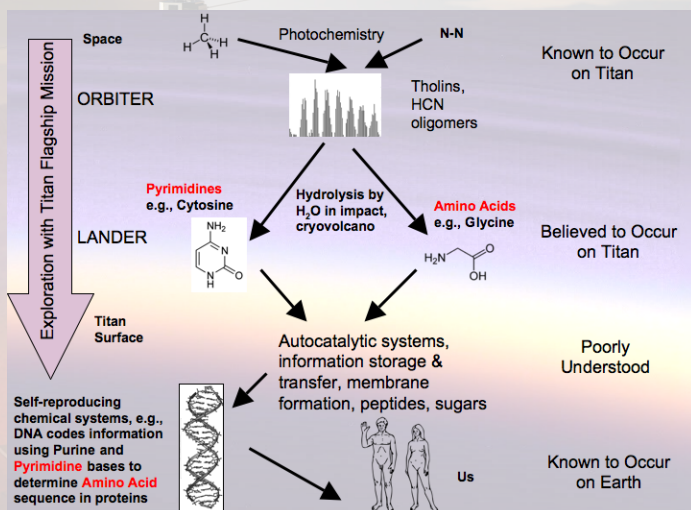 Space
Photochemistry
N-N
Known to Occur
on Titan
H
C
H
H
H
ORBITER
Tholins,
HCN
oligomers
Exploration with Titan Flagship Mission
Pyrimidines
e.g., Cytosine
Hydrolysis by
H₂O in impact,
cryovolcano
Amino Acids
e.g., Glycine
LANDER
NH₂
N
N
H
O
O
H₂N
OH
Believed to Occur
on Titan
Titan
Surface
Autocatalytic systems,
information storage &
transfer, membrane
formation, peptides, sugars
Poorly
Understood
Self-reproducing
chemical systems, e.g.,
DNA codes information
using Purine and
Pyrimidine bases to
determine Amino Acid
sequence in proteins
Us
Known to Occur
on Earth